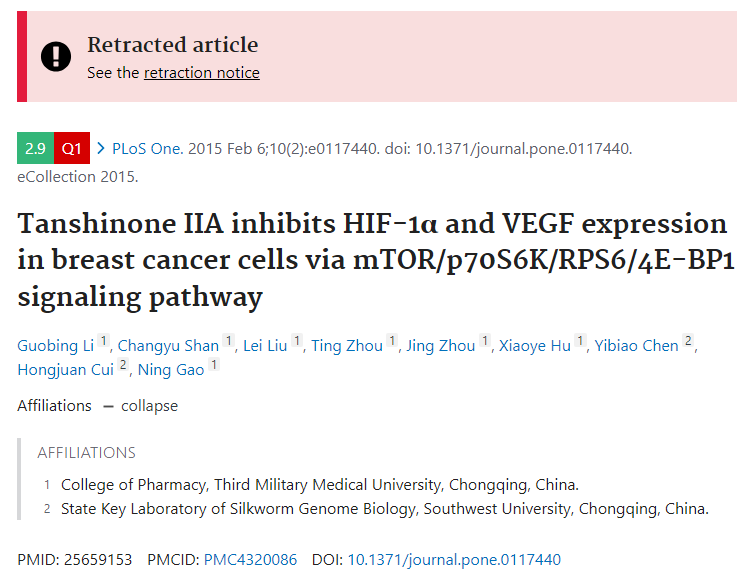 Retracted article
See the retraction notice
2.9 Q1 > PLoS One. 2015 Feb 6;10(2):e0117440. doi: 10.1371/journal.pone.0117440.
eCollection 2015.
Tanshinone IIA inhibits HIF-1α and VEGF expression
in breast cancer cells via mTOR/p70S6K/RPS6/4E-BP1
signaling pathway
Guobing Li 1, Changyu Shan 1, Lei Liu 1, Ting Zhou 1, Jing Zhou 1, Xiaoye Hu 1, Yibiao Chen 2,
Hongjuan Cui 2, Ning Gao 1
Affiliations – collapse
AFFILIATIONS
1 College of Pharmacy, Third Military Medical University, Chongqing, China.
2 State Key Laboratory of Silkworm Genome Biology, Southwest University, Chongqing, China.
PMID: 25659153 PMCID: PMC4320086 DOI: 10.1371/journal.pone.0117440